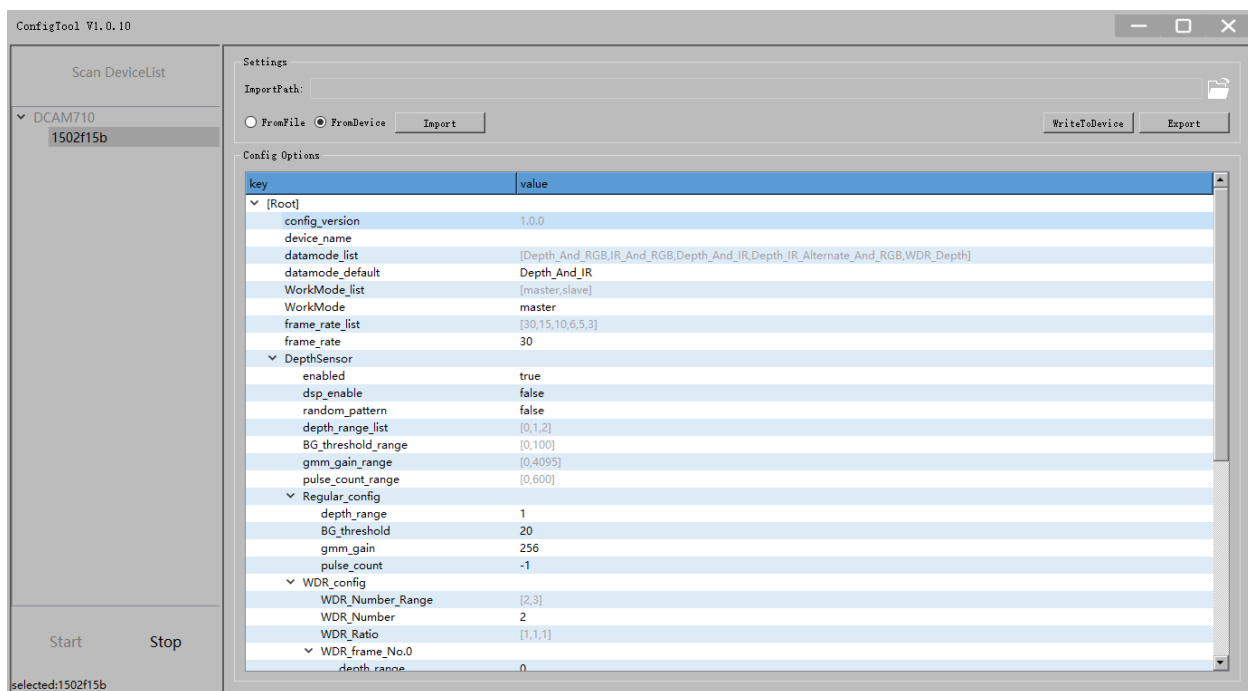 ConfigTool V1.0.10
Scan DeviceList
DCAM710
1502f15b
Start Stop
selected:1502f15b
Settings
ImportPath:
FromFile FromDevice Import WriteToDevice Export
Config Options
key value
[Root]
config_version 1.0.0
device_name
datamode_list [Depth_And_RGB,IR_And_RGB,Depth_And_IR,Depth_IR_Alternate_And_RGB,WDR_Depth]
datamode_default Depth_And_IR
WorkMode_list [master,slave]
WorkMode master
frame_rate_list [30,15,10,6,5,3]
frame_rate 30
DepthSensor
enabled true
dsp_enable false
random_pattern false
depth_range_list [0,1,2]
BG_threshold_range [0,100]
gmm_gain_range [0,4095]
pulse_count_range [0,600]
Regular_config
depth_range 1
BG_threshold 20
gmm_gain 256
pulse_count -1
WDR_config
WDR_Number_Range [2,3]
WDR_Number 2
WDR_Ratio [1,1,1]
WDR_frame_No.0
depth_range 0